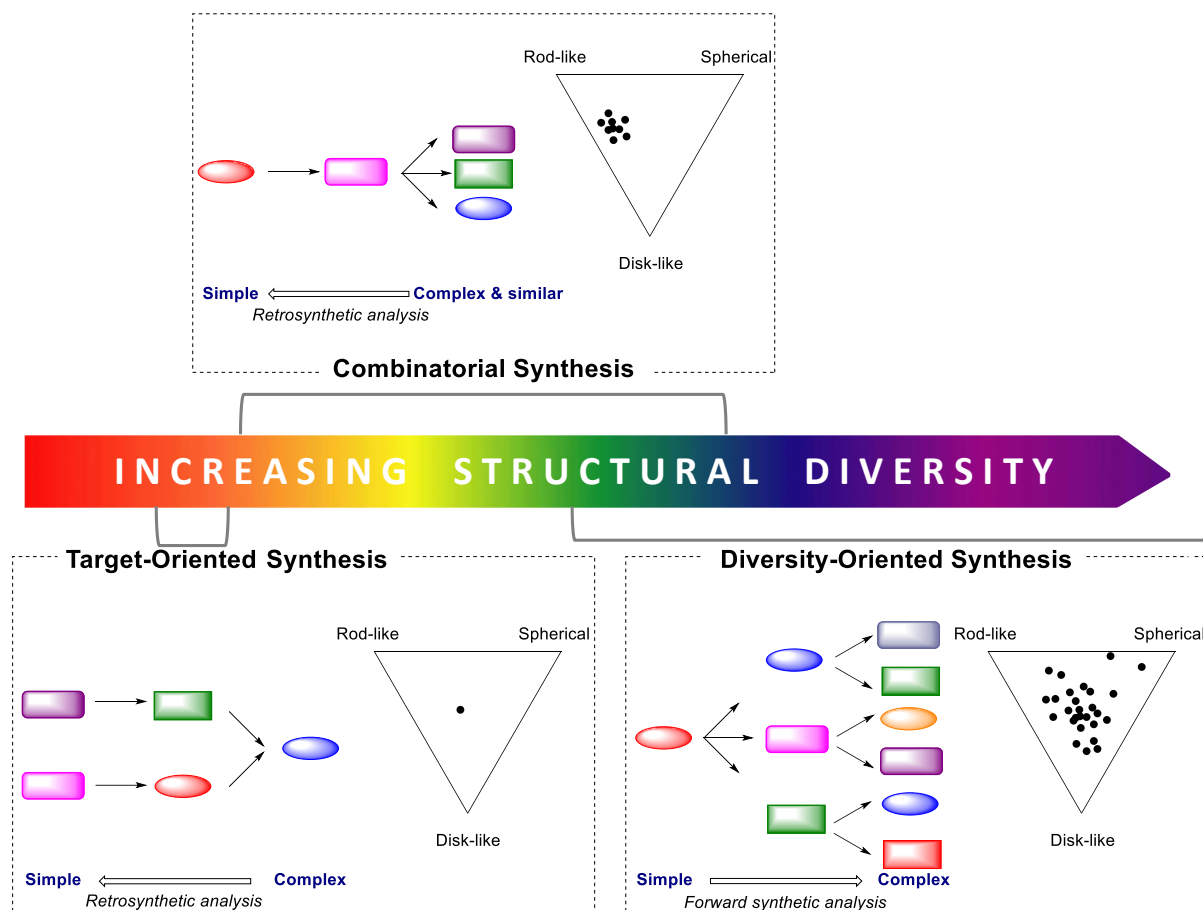 Rod-like Spherical
Disk-like
Simple Complex & similar
Retrosynthetic analysis
Combinatorial Synthesis
INCREASING STRUCTURAL DIVERSITY
Target-Oriented Synthesis
Rod-like Spherical
Disk-like
Simple Complex
Retrosynthetic analysis
Diversity-Oriented Synthesis
Rod-like Spherical
Disk-like
Simple Complex
Forward synthetic analysis